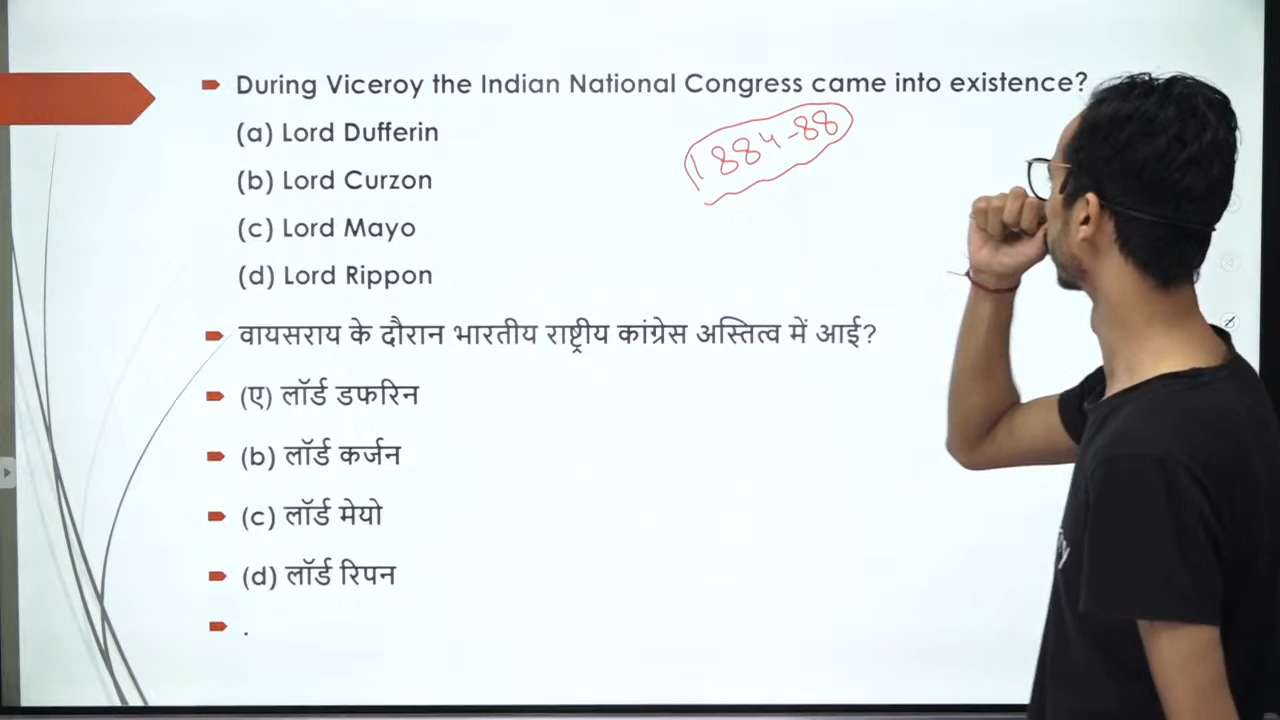 During Viceroy the Indian National Congress came into existence?
(a) Lord Dufferin
1884-88
(b) Lord Curzon
(c) Lord Mayo
(d) Lord Rippon
वायसराय के दौरान भारतीय राष्ट्रीय कांग्रेस अस्तित्व में आई?
(ए) लॉर्ड डफरिन
(b) लॉर्ड कर्जन
(c) लॉर्ड मेयो
(d) लॉर्ड रिपन
.